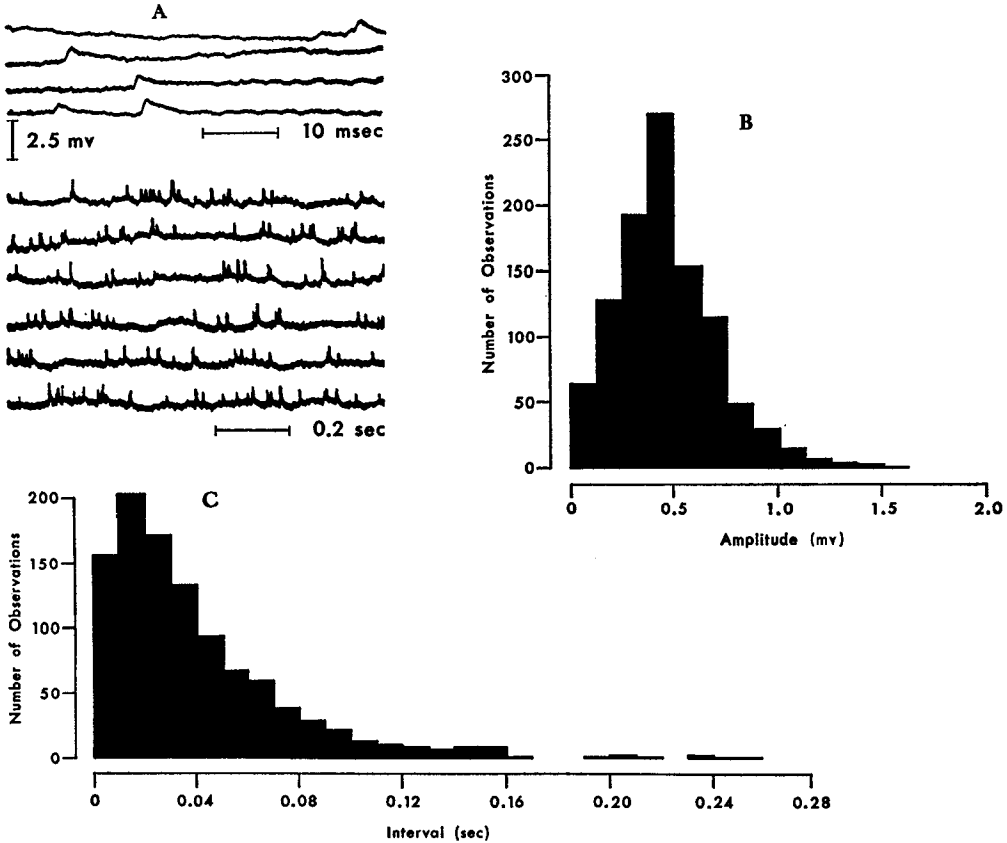 A
10 msec
2.5 mv
0.2 sec
B
300
250
200
150
100
50
0
Number of Observations
0 0.5 1.0 1.5 2.0
Amplitude (mv)
C
200
150
100
50
0
Number of Observations
0 0.04 0.08 0.12 0.16 0.20 0.24 0.28
Interval (sec)